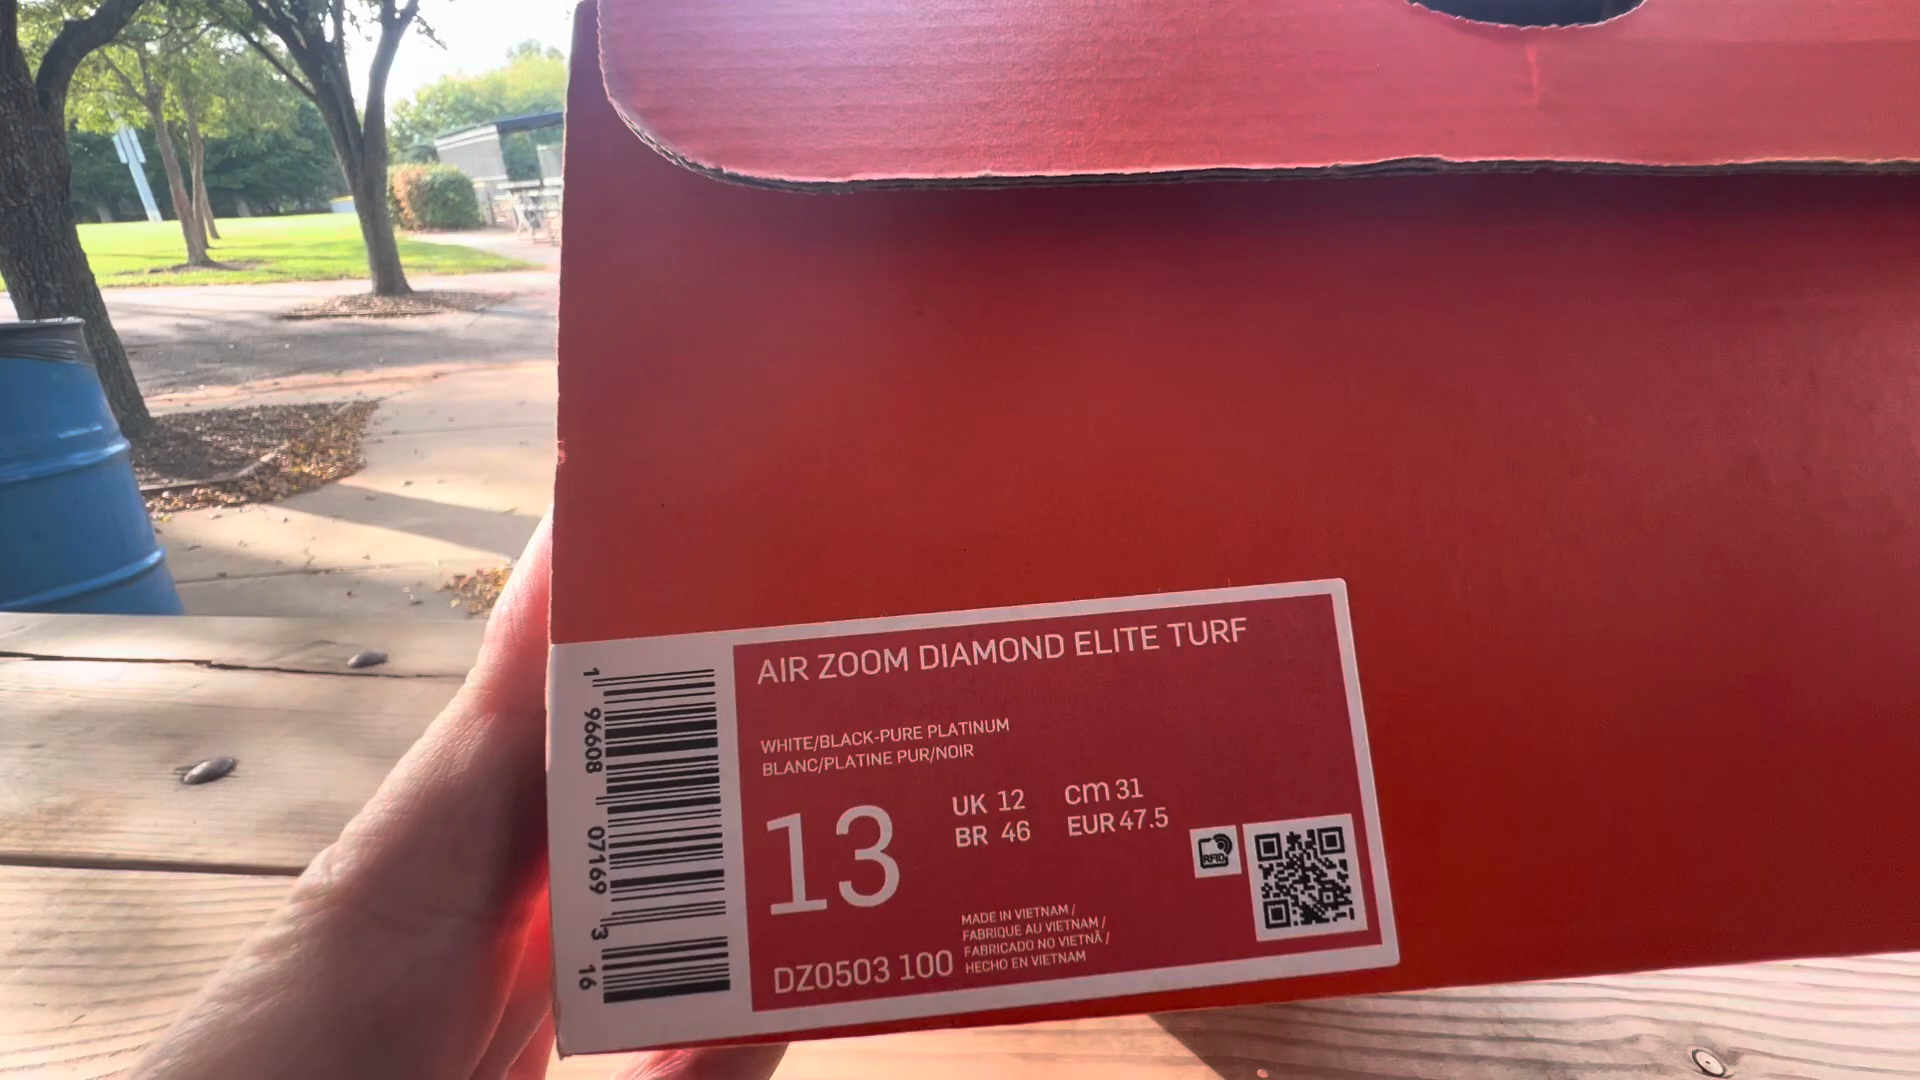 AIR ZOOM DIAMOND ELITE TURF
WHITE/BLACK-PURE PLATINUM
BLANC/PLATINE PUR/NOIR
13
UK 12
cm 31
BR 46
EUR 47.5
RFID
MADE IN VIETNAM /
FABRIQUE AU VIETNAM /
FABRICADO NO VIETNÃ /
HECHO EN VIETNAM
DZ0503 100
1 96608 07169 3 16